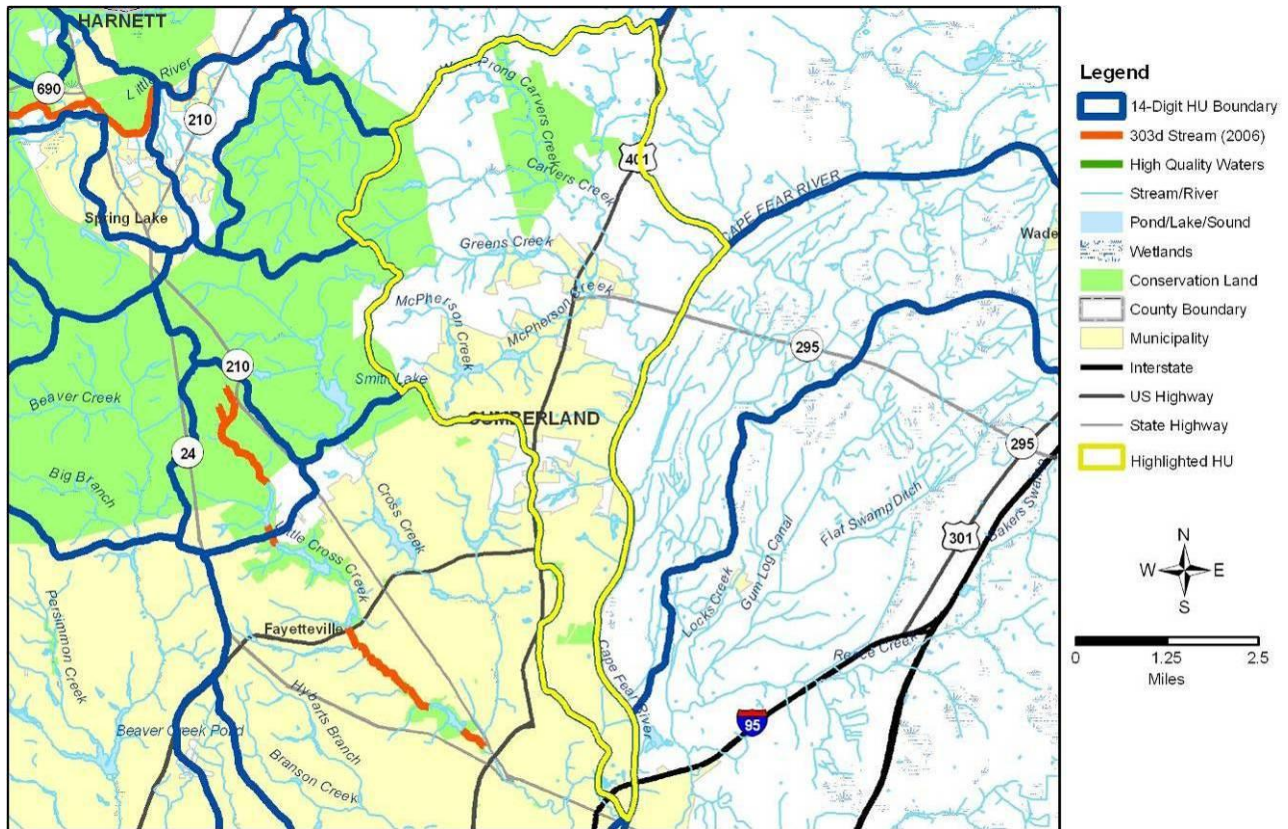 HARNETT
Little River
690
210
West Prong Carvers Creek
Carvers Creek
401
CAPE FEAR RIVER
Spring Lake
Greens Creek
Wade
McPherson Creek
McPherson Creek
295
210
Smith Lake
Beaver Creek
CUMBERLAND
24
295
Big Branch
Cross Creek
Flat Swamp Ditch
301
Little Cross Creek
Gum Log Canal
Locks Creek
Persimmon Creek
Fayetteville
Reece Creek
Cape Fear River
Hybarts Branch
95
Beaver Creek Pond
Branson Creek
Legend
14-Digit HU Boundary
303d Stream (2006)
High Quality Waters
Stream/River
Pond/Lake/Sound
Wetlands
Conservation Land
County Boundary
Municipality
Interstate
US Highway
State Highway
Highlighted HU
N
W E
S
0 1.25 2.5
Miles